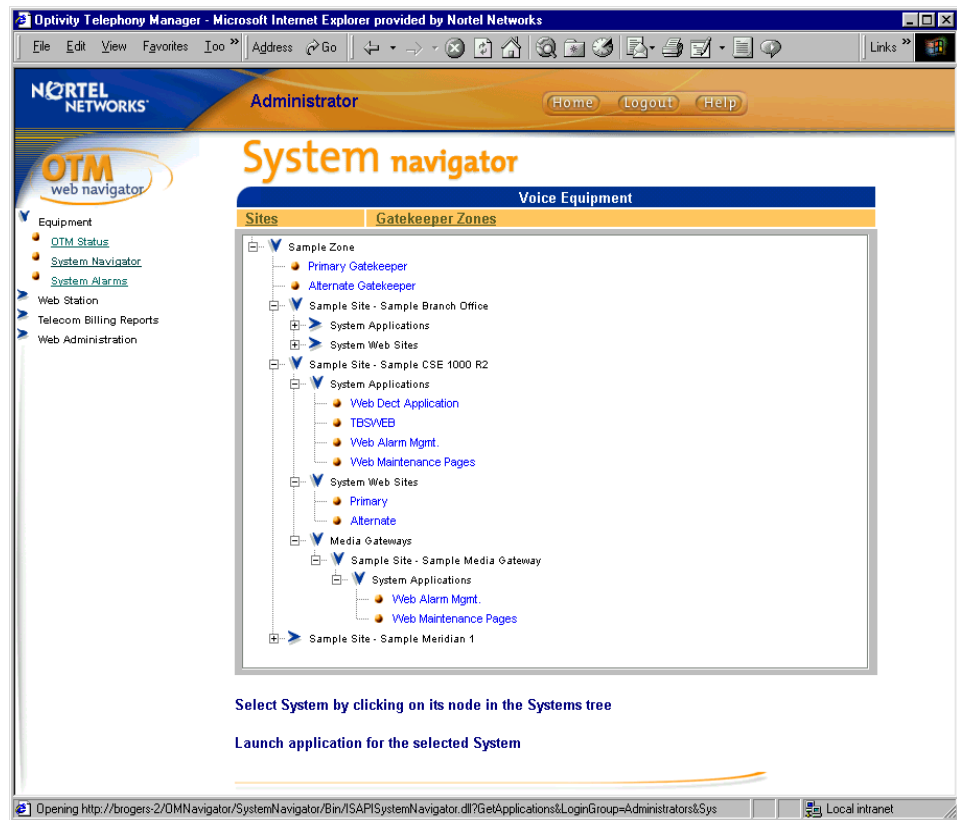 Optivity Telephony Manager - Microsoft Internet Explorer provided by Nortel Networks
File Edit View Favorites Too » Address Go Links »
NORTEL
NETWORKS
Administrator
Home Logout Help
OTM
web navigator
System navigator
Voice Equipment
Sites Gatekeeper Zones
Equipment
OTM Status
System Navigator
System Alarms
Web Station
Telecom Billing Reports
Web Administration
Sample Zone
Primary Gatekeeper
Alternate Gatekeeper
Sample Site - Sample Branch Office
System Applications
System Web Sites
Sample Site - Sample CSE 1000 R2
System Applications
Web Dect Application
TBSWEB
Web Alarm Mgmt.
Web Maintenance Pages
System Web Sites
Primary
Alternate
Media Gateways
Sample Site - Sample Media Gateway
System Applications
Web Alarm Mgmt.
Web Maintenance Pages
Sample Site - Sample Meridian 1
Select System by clicking on its node in the Systems tree
Launch application for the selected System
Opening http://brogers-2/OMNavigator/SystemNavigator/Bin/ISAPISystemNavigator.dll?GetApplications&LoginGroup=Administrators&Sys Local intranet